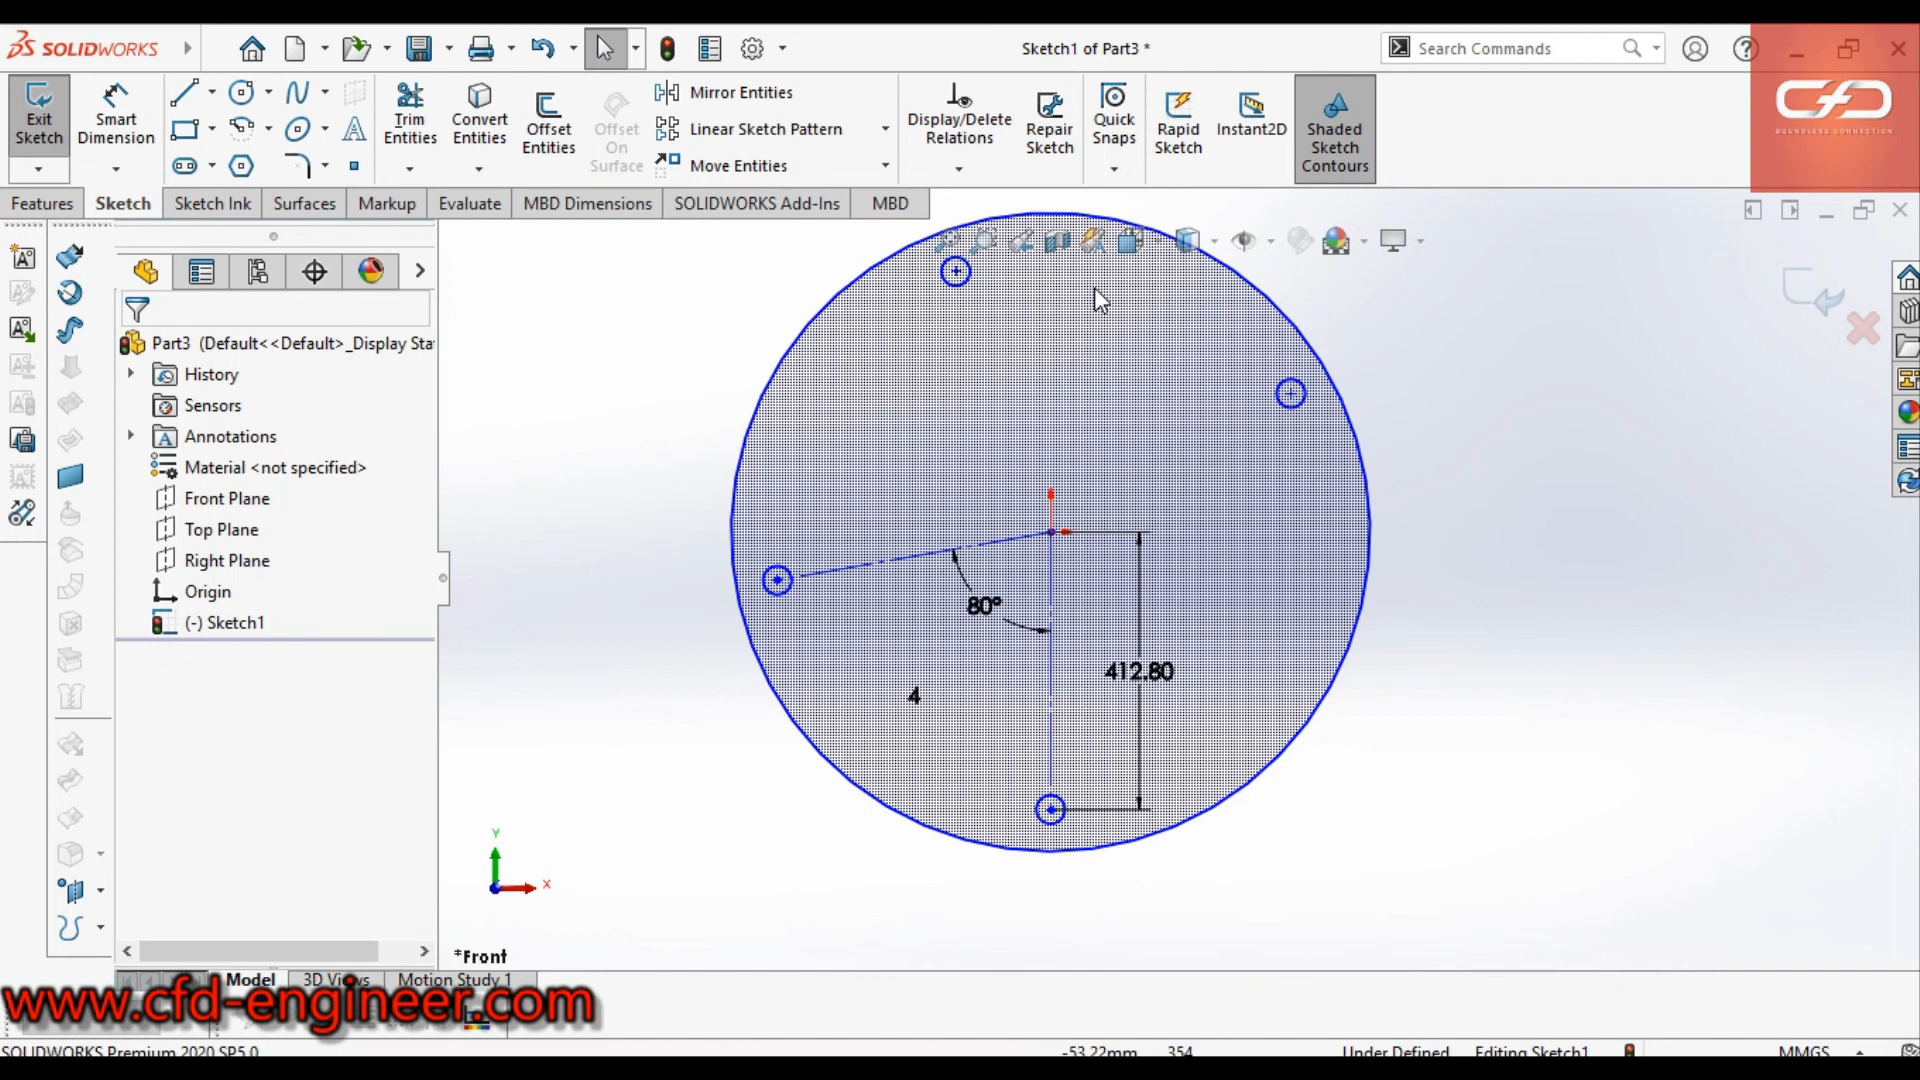 SOLIDWORKS
Sketch1 of Part3 *
Search Commands
Exit Sketch
Smart Dimension
Trim Entities
Convert Entities
Offset Entities
Offset On Surface
Mirror Entities
Linear Sketch Pattern
Move Entities
Display/Delete Relations
Repair Sketch
Quick Snaps
Rapid Sketch
Instant2D
Shaded Sketch Contours
CFD
BOUNDLESS CONNECTION
Features
Sketch
Sketch Ink
Surfaces
Markup
Evaluate
MBD Dimensions
SOLIDWORKS Add-Ins
MBD
Part3 (Default<<Default>_Display Sta
History
Sensors
Annotations
Material <not specified>
Front Plane
Top Plane
Right Plane
Origin
(-) Sketch1
80°
412.80
4
Y
X
*Front
Model
3D Views
Motion Study 1
www.cfd-engineer.com
SOLIDWORKS Premium 2020 SP5.0
-53.22mm
354
Under Defined
Editing Sketch1
MMGS